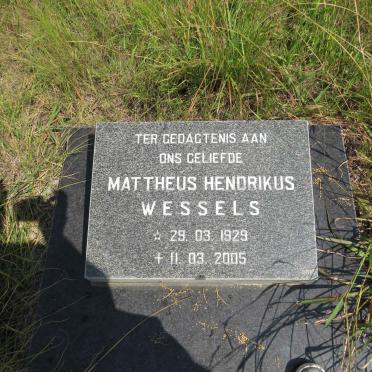 TER GEDAGTENIS AAN
ONS GELIEFDE
MATTHEUS HENDRIKUS
WESSELS
☆ 29. 03. 1929
✝ 11. 03. 2005